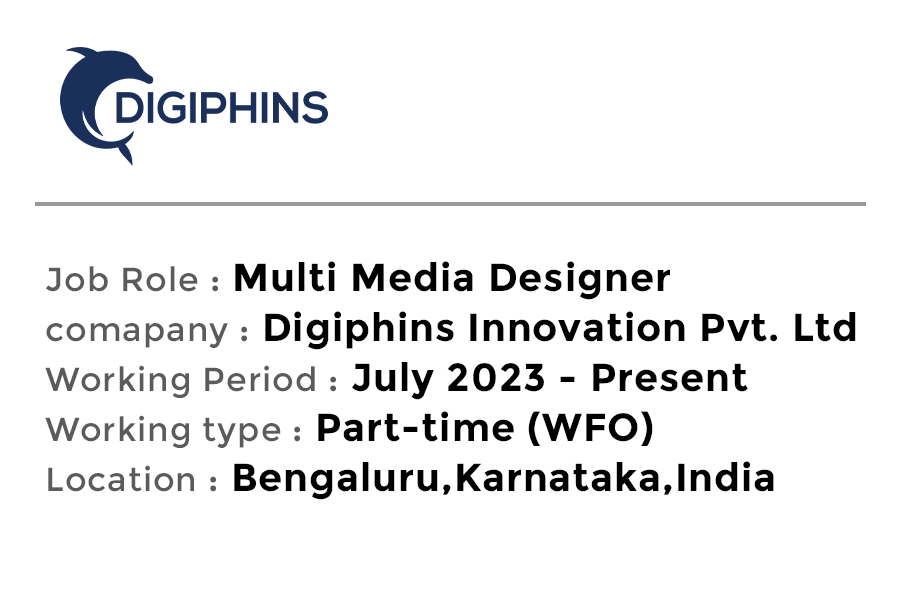 DIGIPHINS
Job Role : Multi Media Designer
comapany : Digiphins Innovation Pvt. Ltd
Working Period : July 2023 - Present
Working type : Part-time (WFO)
Location : Bengaluru,Karnataka,India